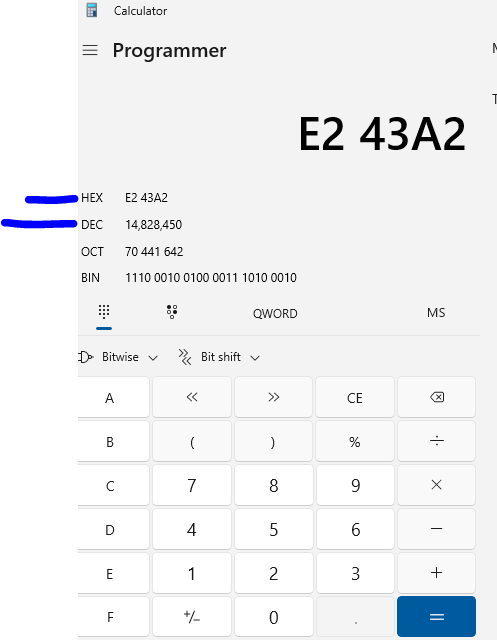 Calculator
Programmer
E2 43A2
HEX E2 43A2
DEC 14,828,450
OCT 70 441 642
BIN 1110 0010 0100 0011 1010 0010
QWORD MS
Bitwise Bit shift
A << >> CE
B ( ) % ÷
C 7 8 9 ×
D 4 5 6 −
E 1 2 3 +
F +/− 0 . =